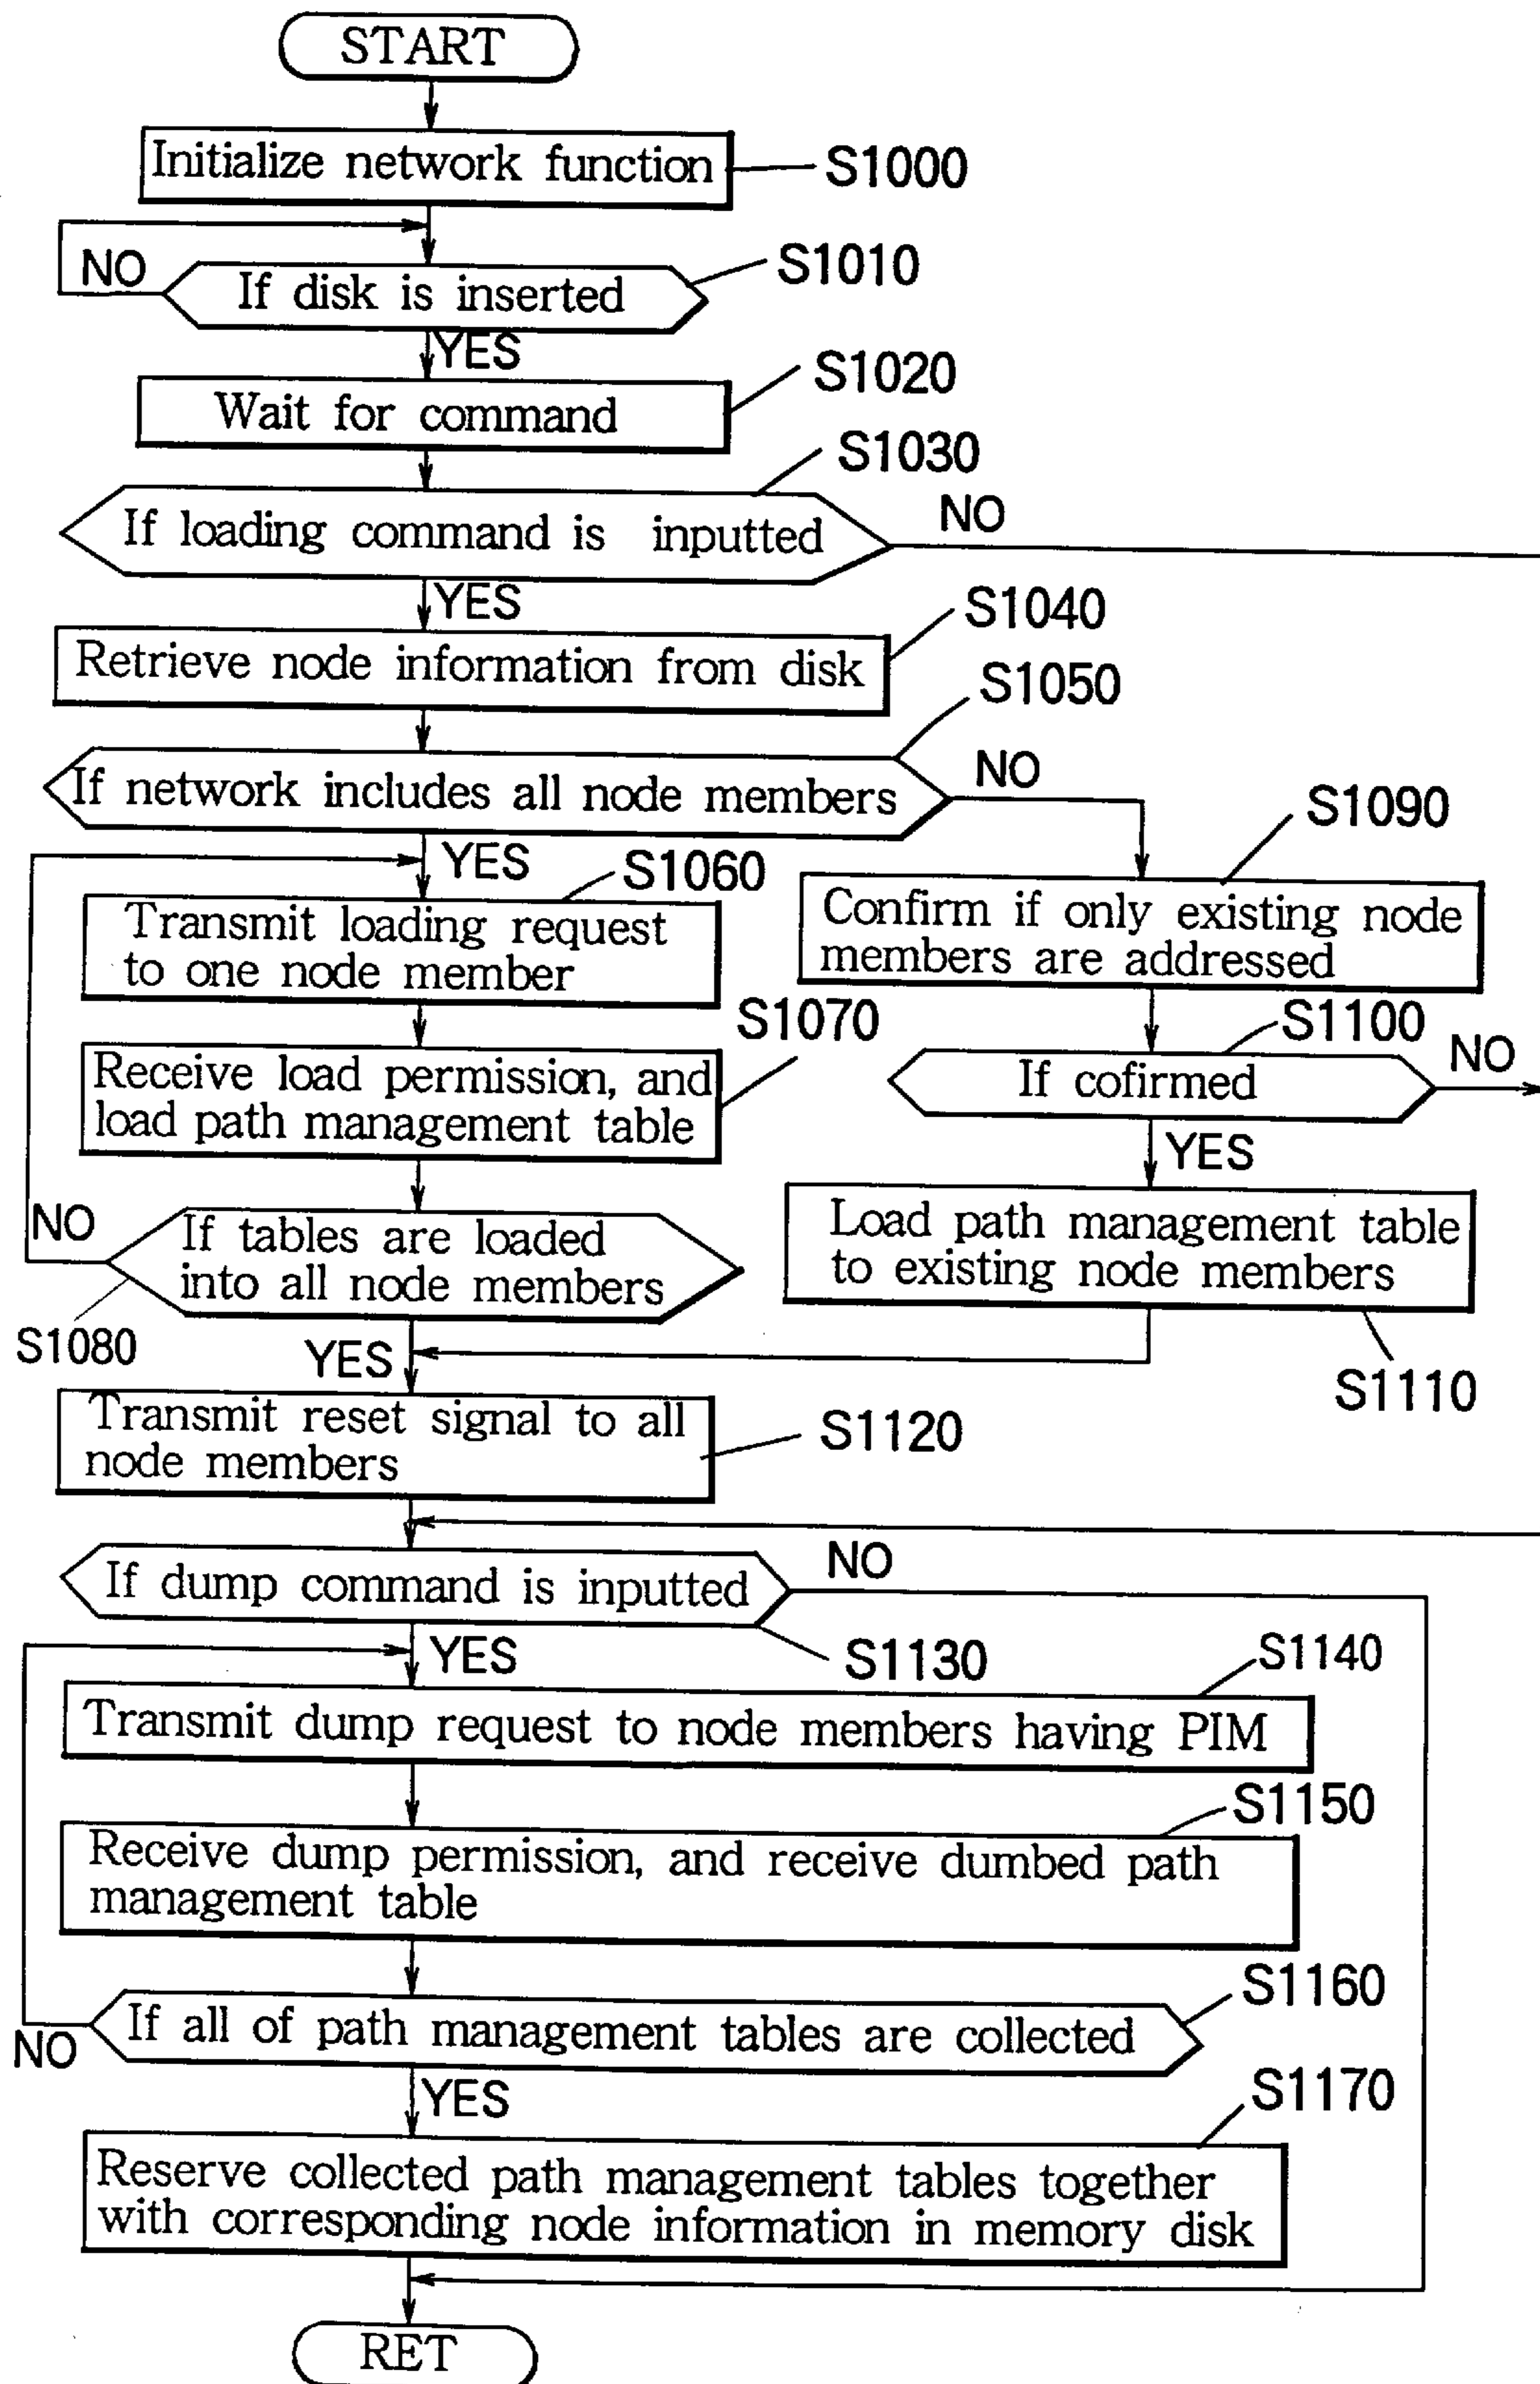 START
Initialize network function
S1000
NO
If disk is inserted
S1010
YES
Wait for command
S1020
S1030
If loading command is inputted
NO
YES
Retrieve node information from disk
S1040
S1050
If network includes all node members
NO
YES
S1060
S1090
Transmit loading request
to one node member
Confirm if only existing node
members are addressed
S1070
S1100
Receive load permission, and
load path management table
If cofirmed
NO
YES
NO
If tables are loaded
into all node members
Load path management table
to existing node members
S1080
YES
S1110
Transmit reset signal to all
node members
S1120
If dump command is inputted
NO
YES
S1130
S1140
Transmit dump request to node members having PIM
S1150
Receive dump permission, and receive dumbed path
management table
S1160
If all of path management tables are collected
NO
YES
S1170
Reserve collected path management tables together
with corresponding node information in memory disk
RET